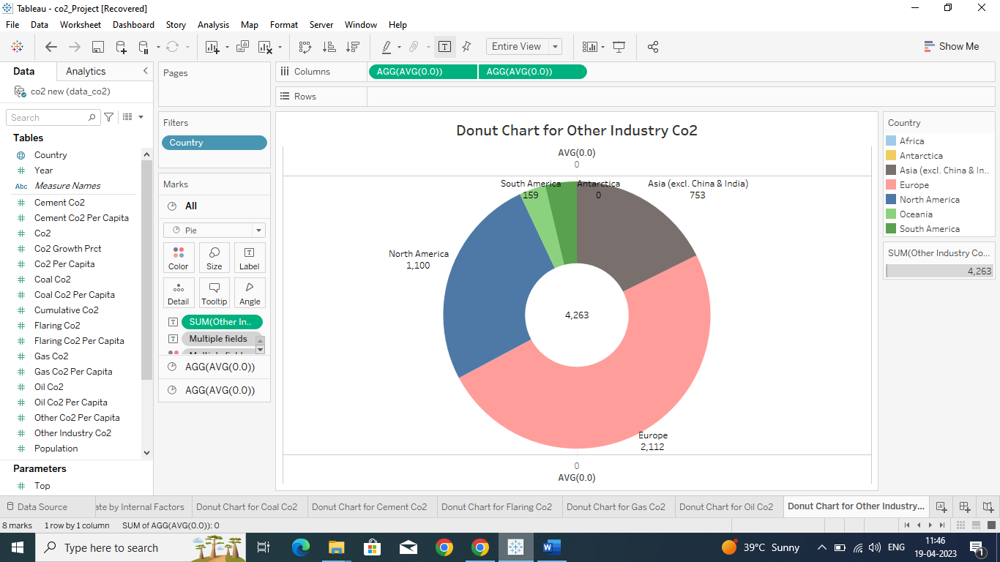 Tableau - co2_Project [Recovered]
File Data Worksheet Dashboard Story Analysis Map Format Server Window Help
Entire View
Show Me
Data Analytics
co2 new (data_co2)
Search
Tables
Country
Year
Abc Measure Names
Cement Co2
Cement Co2 Per Capita
Co2
Co2 Growth Prct
Co2 Per Capita
Coal Co2
Coal Co2 Per Capita
Cumulative Co2
Flaring Co2
Flaring Co2 Per Capita
Gas Co2
Gas Co2 Per Capita
Oil Co2
Oil Co2 Per Capita
Other Co2 Per Capita
Other Industry Co2
Population
Parameters
Top
Pages
Filters
Country
Marks
All
Pie
Color Size Label
Detail Tooltip Angle
SUM(Other In..
Multiple fields
AGG(AVG(0.0))
AGG(AVG(0.0))
Columns AGG(AVG(0.0)) AGG(AVG(0.0))
Rows
Donut Chart for Other Industry Co2
AVG(0.0)
0
South America
159
Antarctica
0
Asia (excl. China & India)
753
North America
1,100
4,263
Europe
2,112
0
AVG(0.0)
Country
Africa
Antarctica
Asia (excl. China & In..
Europe
North America
Oceania
South America
SUM(Other Industry Co...
4,263
Data Source ate by Internal Factors Donut Chart for Coal Co2 Donut Chart for Cement Co2 Donut Chart for Flaring Co2 Donut Chart for Gas Co2 Donut Chart for Oil Co2 Donut Chart for Other Industry...
8 marks 1 row by 1 column SUM of AGG(AVG(0.0)): 0
Type here to search
39°C Sunny
ENG
11:46
19-04-2023
1